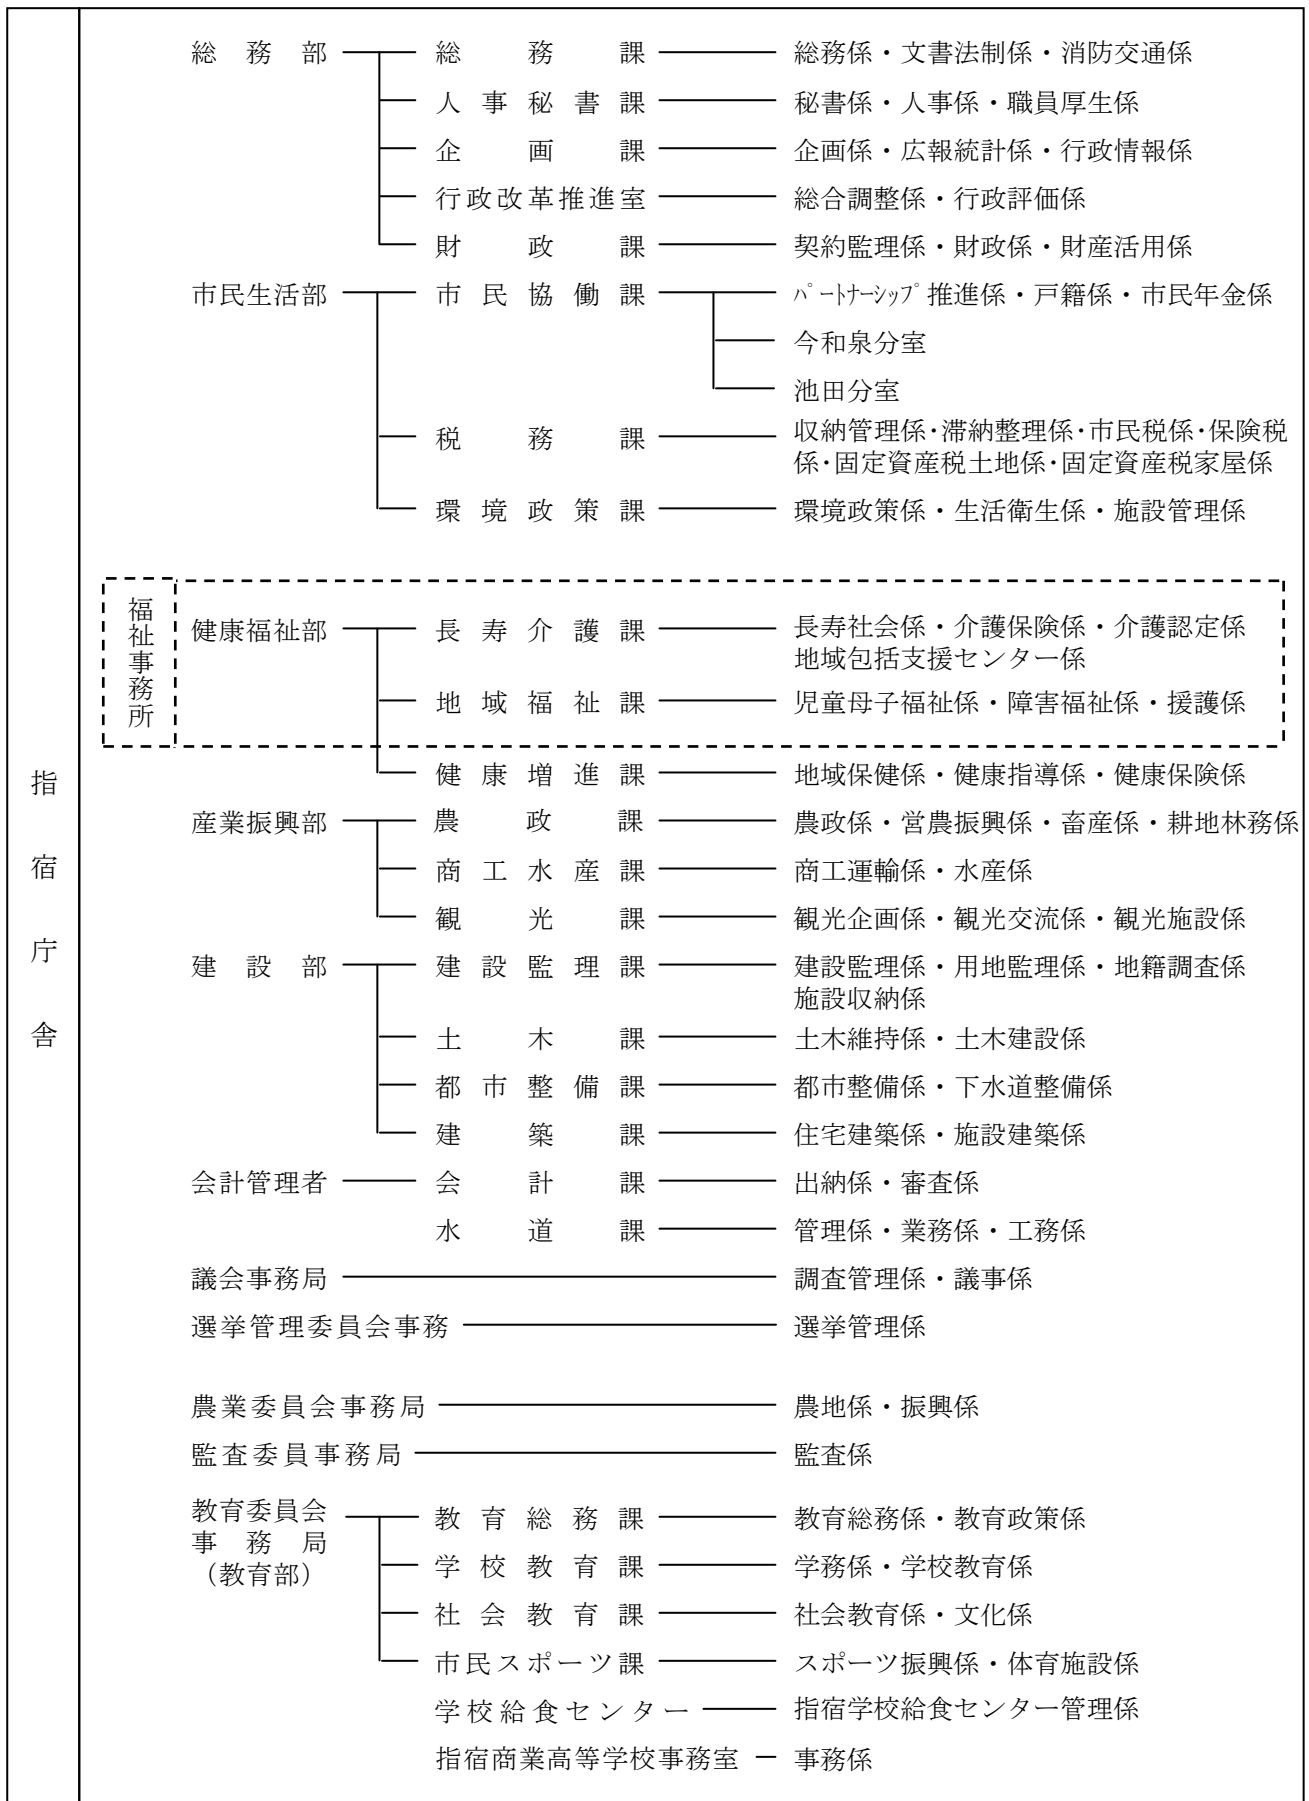 指宿庁舎
総務部 総務課 総務係・文書法制係・消防交通係
人事秘書課 秘書係・人事係・職員厚生係
企画課 企画係・広報統計係・行政情報係
行政改革推進室 総合調整係・行政評価係
財政課 契約監理係・財政係・財産活用係
市民生活部 市民協働課 ﾊﾟｰﾄﾅｰｼｯﾌﾟ推進係・戸籍係・市民年金係
今和泉分室
池田分室
税務課 収納管理係・滞納整理係・市民税係・保険税
係・固定資産税土地係・固定資産税家屋係
環境政策課 環境政策係・生活衛生係・施設管理係
福祉事務所
健康福祉部 長寿介護課 長寿社会係・介護保険係・介護認定係
地域包括支援センター係
地域福祉課 児童母子福祉係・障害福祉係・援護係
健康増進課 地域保健係・健康指導係・健康保険係
産業振興部 農政課 農政係・営農振興係・畜産係・耕地林務係
商工水産課 商工運輸係・水産係
観光課 観光企画係・観光交流係・観光施設係
建設部 建設監理課 建設監理係・用地監理係・地籍調査係
施設収納係
土木課 土木維持係・土木建設係
都市整備課 都市整備係・下水道整備係
建築課 住宅建築係・施設建築係
会計管理者 会計課 出納係・審査係
水道課 管理係・業務係・工務係
議会事務局 調査管理係・議事係
選挙管理委員会事務 選挙管理係
農業委員会事務局 農地係・振興係
監査委員事務局 監査係
教育委員会
事務局
（教育部）
教育総務課 教育総務係・教育政策係
学校教育課 学務係・学校教育係
社会教育課 社会教育係・文化係
市民スポーツ課 スポーツ振興係・体育施設係
学校給食センター 指宿学校給食センター管理係
指宿商業高等学校事務室 事務係